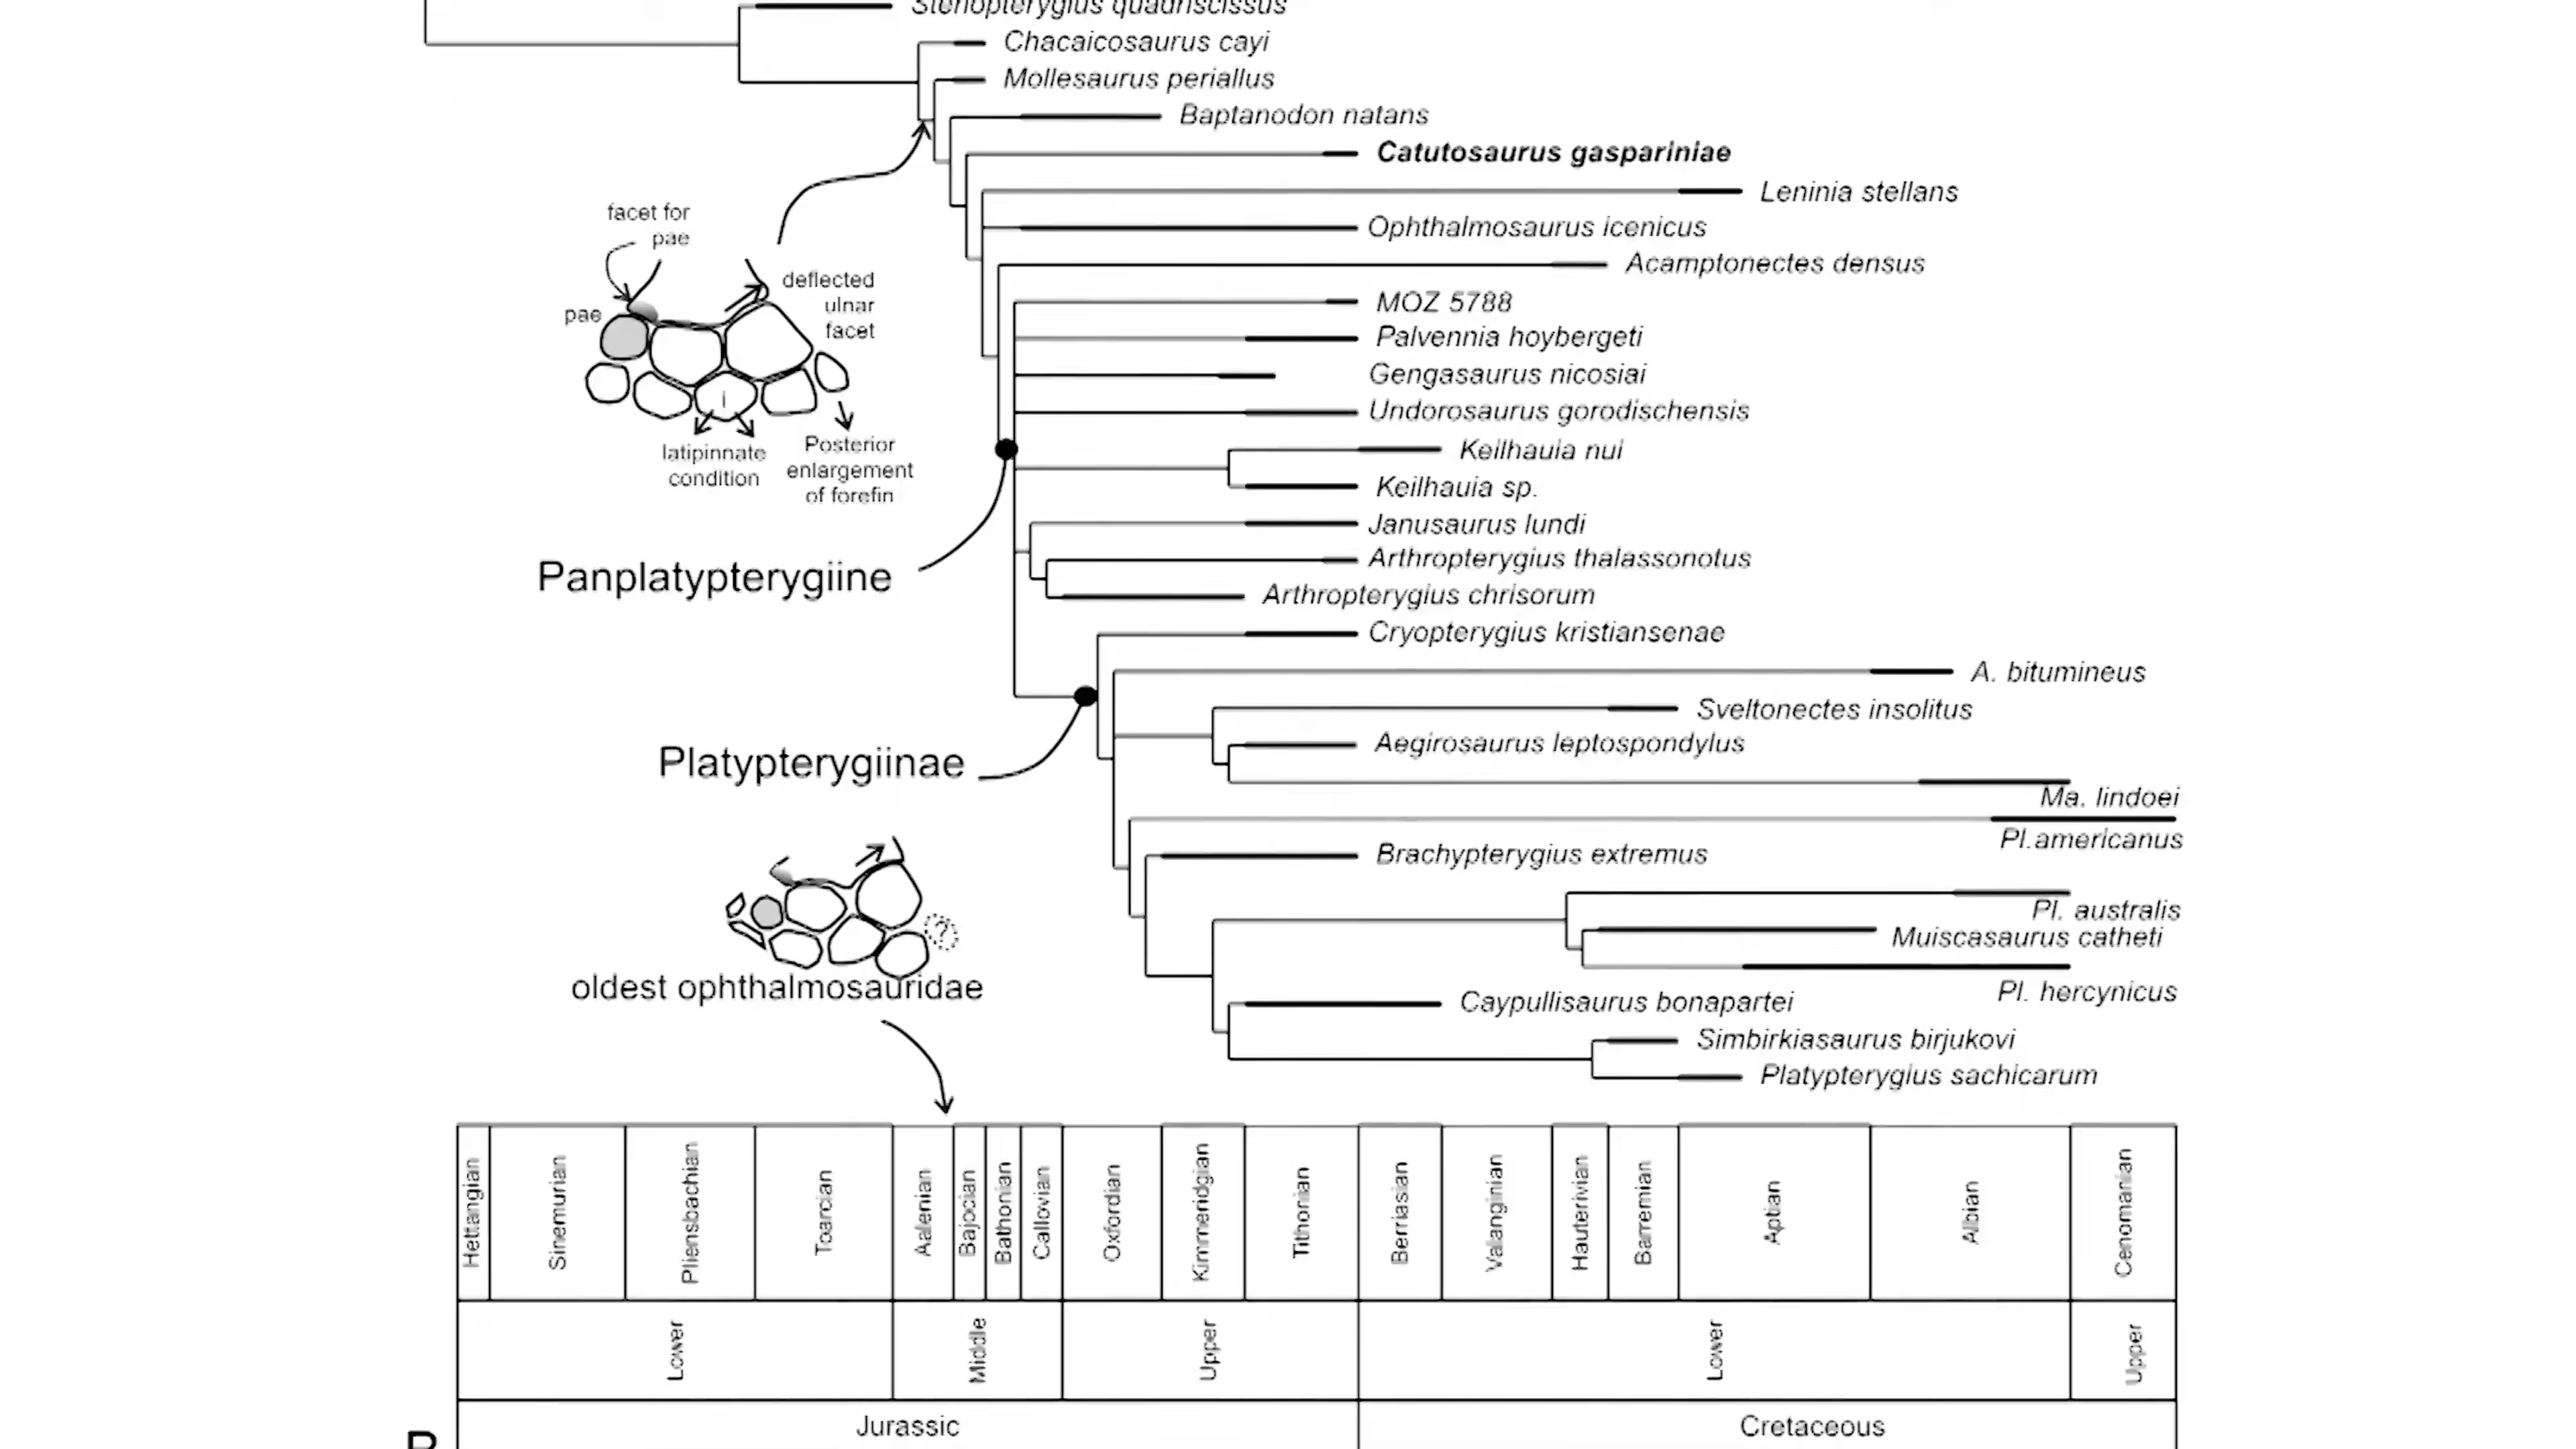 Stenopterygius quadriscissus
Chacaicosaurus cayi
Mollesaurus periallus
Baptanodon natans
Catutosaurus gaspariniae
Leninia stellans
facet for
pae
Ophthalmosaurus icenicus
Acamptonectes densus
deflected
ulnar
facet
pae
MOZ 5788
Palvennia hoybergeti
Gengasaurus nicosiai
i
Undorosaurus gorodischensis
latipinnate
condition
Posterior
enlargement
of forefin
Keilhauia nui
Keilhauia sp.
Janusaurus lundi
Arthropterygius thalassonotus
Panplatypterygiine
Arthropterygius chrisorum
Cryopterygius kristiansenae
A. bitumineus
Sveltonectes insolitus
Aegirosaurus leptospondylus
Platypterygiinae
Ma. lindoei
Pl.americanus
Brachypterygius extremus
Pl. australis
?
Muiscasaurus catheti
oldest ophthalmosauridae
Pl. hercynicus
Caypullisaurus bonapartei
Simbirkiasaurus birjukovi
Platypterygius sachicarum
Hettangian
Sinemurian
Pliensbachian
Toarcian
Aalenian
Bajocian
Bathonian
Callovian
Oxfordian
Kimmeridgian
Tithonian
Berriasian
Valanginian
Hauterivian
Barremian
Aptian
Albian
Cenomanian
Lower
Middle
Upper
Lower
Upper
Jurassic
Cretaceous